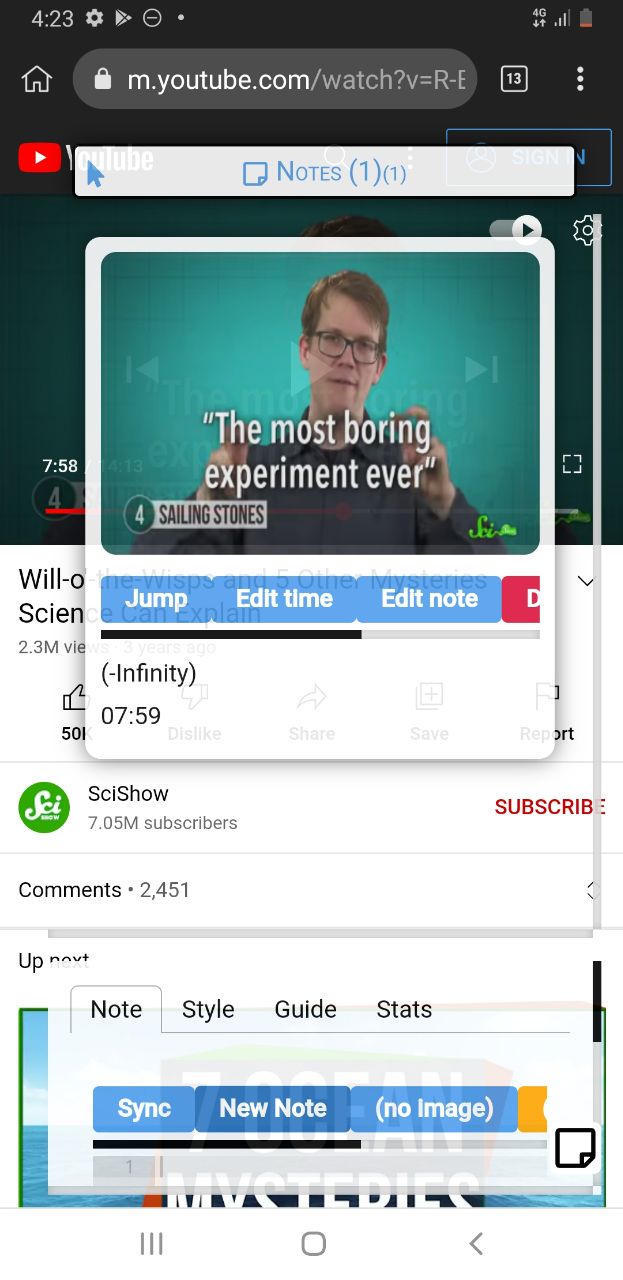 4:23
4G
m.youtube.com/watch?v=R-E
13
YouTube
SIGN IN
NOTES (1)(1)
"The most boring
experiment ever"
4 SAILING STONES
Sci
7:58 / 14:13
Will-o'-the-Wisps and 5 Other Mysteries
Science Can Explain
2.3M views · 3 years ago
Jump
Edit time
Edit note
D
(-Infinity)
07:59
50K
Dislike
Share
Save
Report
Sci
SHOW
SciShow
7.05M subscribers
SUBSCRIBE
Comments • 2,451
Up next
Note
Style
Guide
Stats
Sync
New Note
(no image)
(
1
7 OCEAN
MYSTERIES